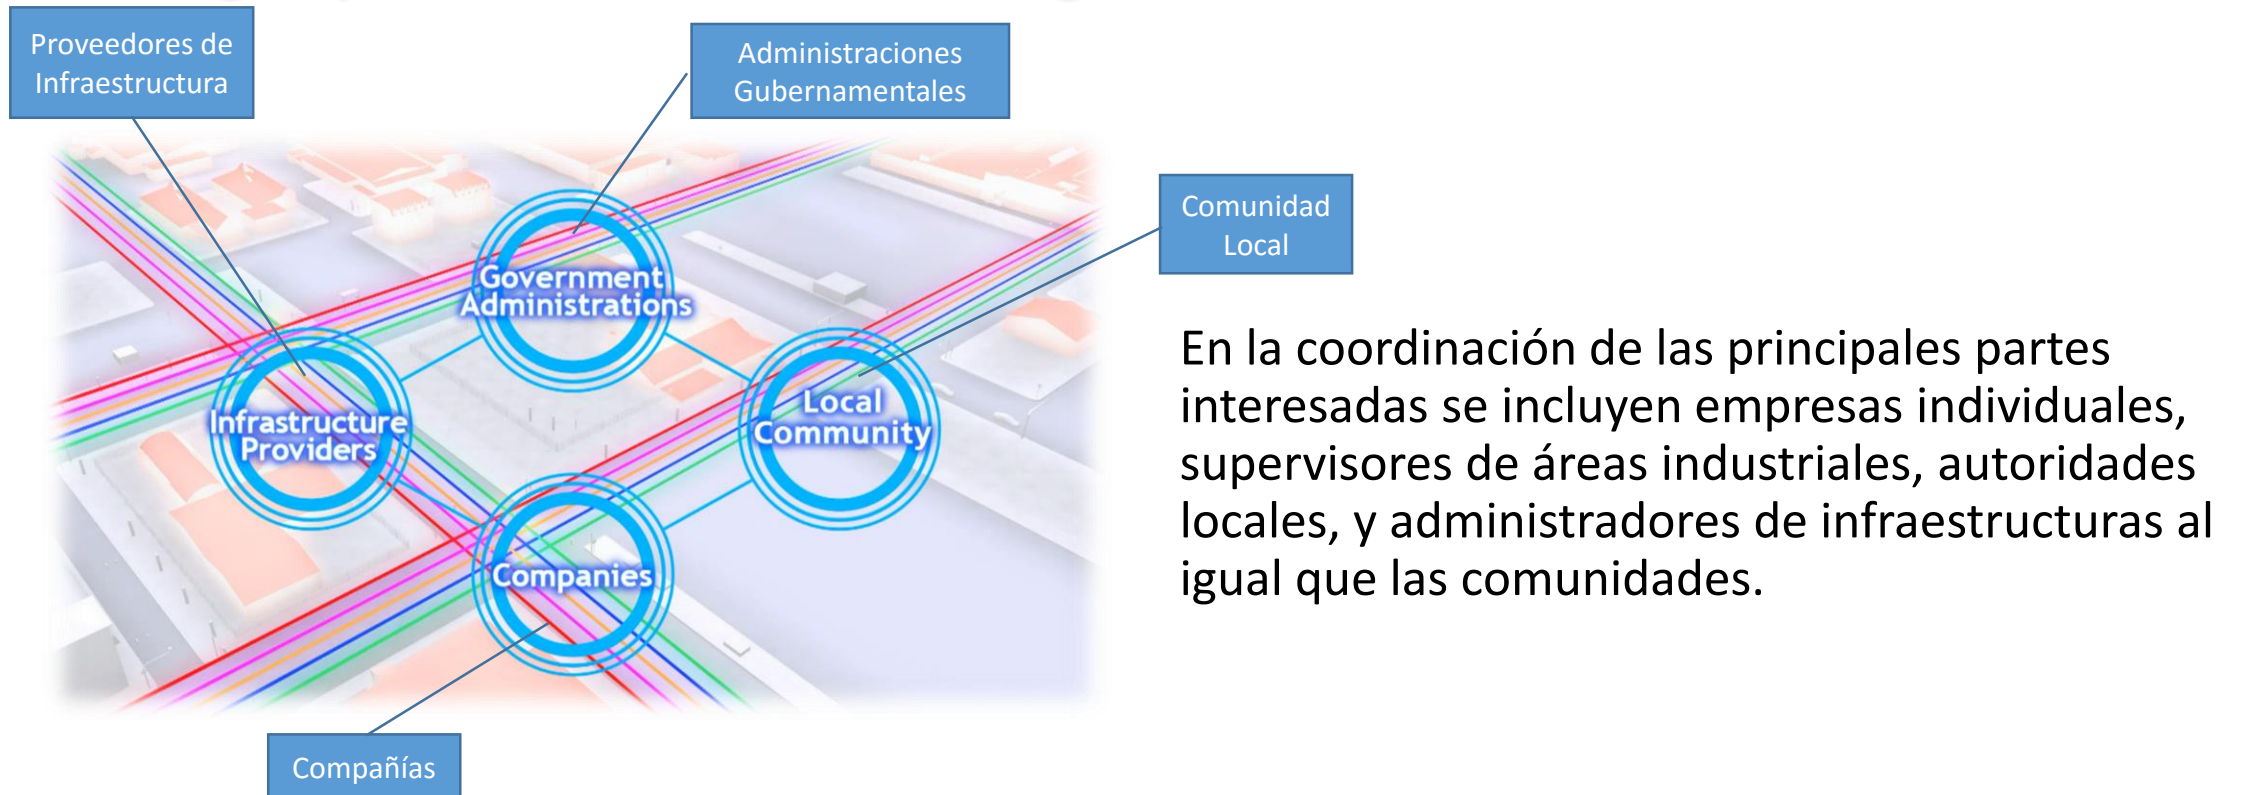 Proveedores de
Infraestructura
Administraciones
Gubernamentales
Comunidad
Local
Government
Administrations
Infrastructure
Providers
Local
Community
Companies
Compañías
En la coordinación de las principales partes
interesadas se incluyen empresas individuales,
supervisores de áreas industriales, autoridades
locales, y administradores de infraestructuras al
igual que las comunidades.